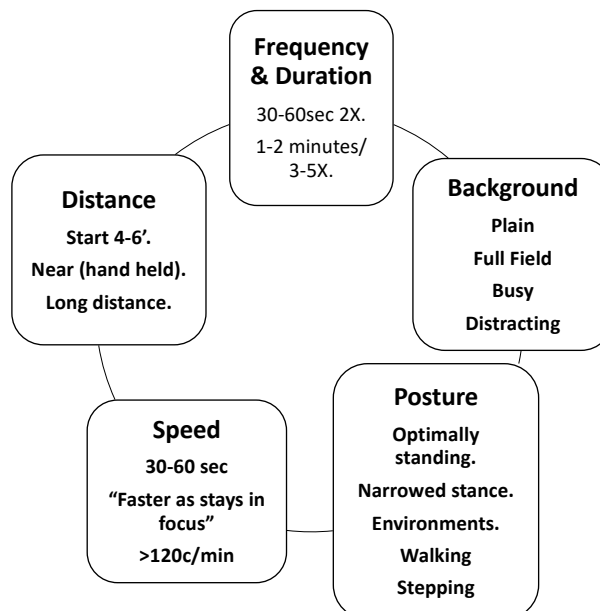 Frequency
& Duration
30-60sec 2X.
1-2 minutes/
3-5X.
Background
Plain
Full Field
Busy
Distracting
Posture
Optimally
standing.
Narrowed stance.
Environments.
Walking
Stepping
Speed
30-60 sec
“Faster as stays in
focus”
>120c/min
Distance
Start 4-6’.
Near (hand held).
Long distance.